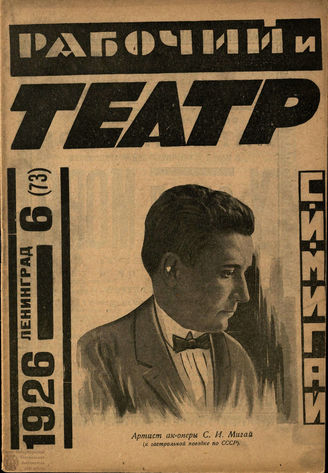 РАБОЧИЙ и
ТЕАТР
1926 ЛЕНИНГРАД 6 (73)
С·И·МИГАЙ
Артист ак-оперы С. И. Мигай
(к гастрольной поездке по СССР).